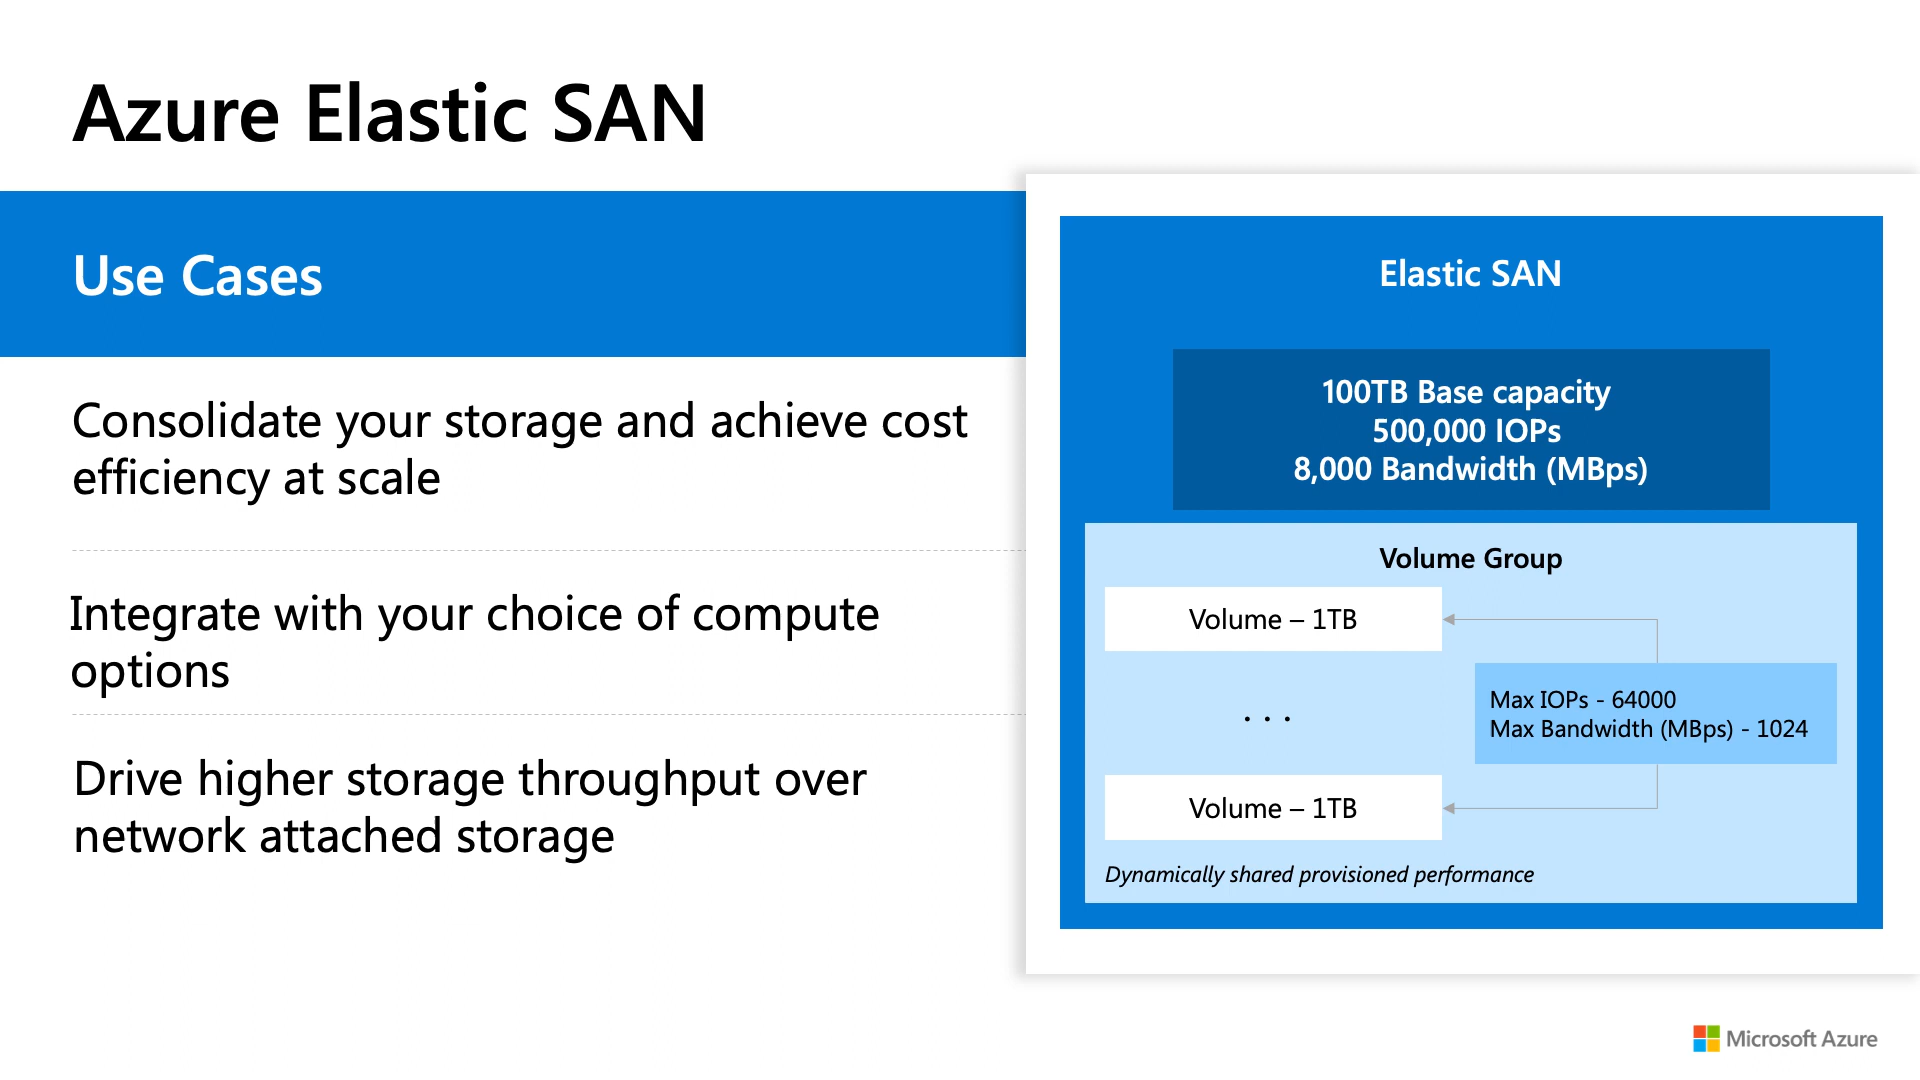 Azure Elastic SAN
Use Cases
Consolidate your storage and achieve cost
efficiency at scale
Integrate with your choice of compute
options
Drive higher storage throughput over
network attached storage
Elastic SAN
100TB Base capacity
500,000 IOPs
8,000 Bandwidth (MBps)
Volume Group
Volume – 1TB
. . .
Max IOPs - 64000
Max Bandwidth (MBps) - 1024
Volume – 1TB
Dynamically shared provisioned performance
Microsoft Azure